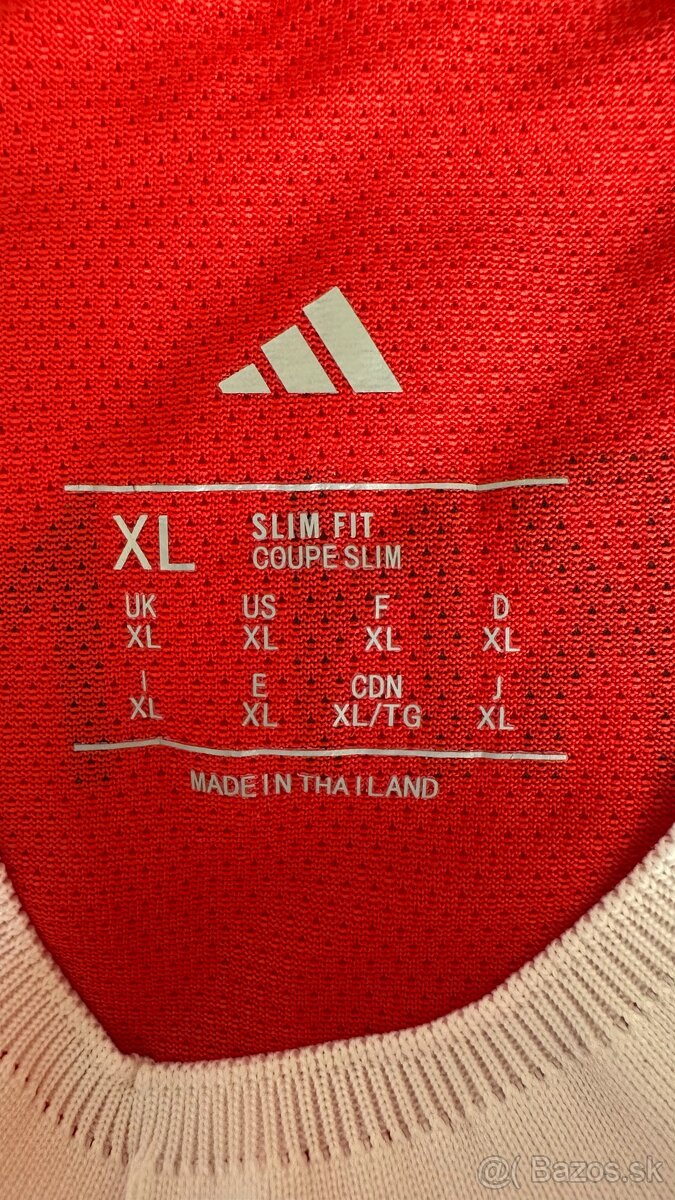 XL
SLIM FIT
COUPE SLIM
UK US F D
XL XL XL XL
I E CDN J
XL XL XL/TG XL
MADE IN THAILAND
@( Bazos.sk